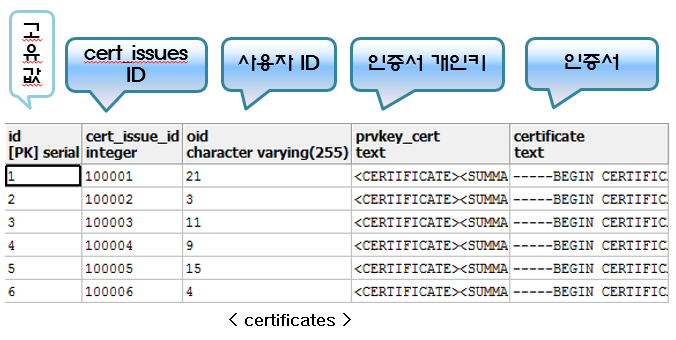 고유값
cert_issues ID
사용자 ID
인증서 개인키
인증서
id cert_issue_id oid prvkey_cert certificate
[PK] serial integer character varying(255) text text
1 100001 21 <CERTIFICATE><SUMMA -----BEGIN CERTIFIC
2 100002 3 <CERTIFICATE><SUMMA -----BEGIN CERTIFIC
3 100003 11 <CERTIFICATE><SUMMA -----BEGIN CERTIFIC
4 100004 9 <CERTIFICATE><SUMMA -----BEGIN CERTIFIC
5 100005 15 <CERTIFICATE><SUMMA -----BEGIN CERTIFIC
6 100006 4 <CERTIFICATE><SUMMA -----BEGIN CERTIFIC
< certificates >